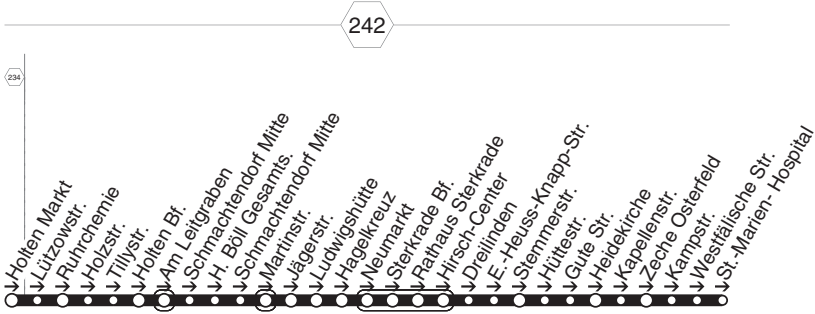 242
234
Holten Markt
Lützowstr.
Ruhrchemie
Holzstr.
Tillystr.
Holten Bf.
Am Leitgraben
Schmachtendorf Mitte
H. Böll Gesamts.
Schmachtendorf Mitte
Martinstr.
Jägerstr.
Ludwigshütte
Hagelkreuz
Neumarkt
Sterkrade Bf.
Rathaus Sterkrade
Hirsch-Center
Dreilinden
E.-Heuss-Knapp-Str.
Stemmerstr.
Hüttestr.
Gute Str.
Heidekirche
Kapellenstr.
Zeche Osterfeld
Kampstr.
Westfälische Str.
St.-Marien- Hospital